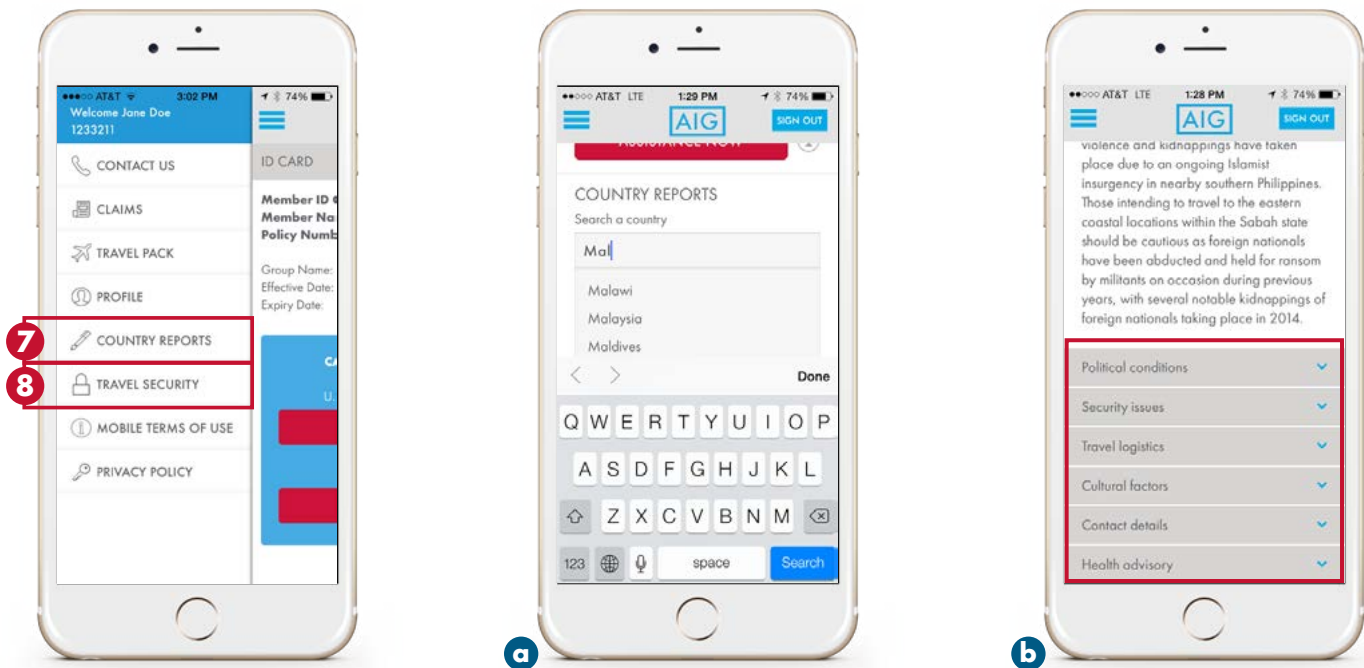 AT&T 3:02 PM 74%
Welcome Jane Doe
1233211
CONTACT US
CLAIMS
TRAVEL PACK
PROFILE
7 COUNTRY REPORTS
8 TRAVEL SECURITY
MOBILE TERMS OF USE
PRIVACY POLICY
ID CARD
Member ID
Member Na
Policy Numb
Group Name:
Effective Date:
Expiry Date:
U.
a
AT&T LTE 1:29 PM 74%
AIG SIGN OUT
ASSISTANCE NOW
COUNTRY REPORTS
Search a country
Mal
Malawi
Malaysia
Maldives
< > Done
Q W E R T Y U I O P
A S D F G H J K L
Z X C V B N M
123 space Search
b
AT&T LTE 1:28 PM 74%
AIG SIGN OUT
violence and kidnappings have taken
place due to an ongoing Islamist
insurgency in nearby southern Philippines.
Those intending to travel to the eastern
coastal locations within the Sabah state
should be cautious as foreign nationals
have been abducted and held for ransom
by militants on occasion during previous
years, with several notable kidnappings of
foreign nationals taking place in 2014.
Political conditions
Security issues
Travel logistics
Cultural factors
Contact details
Health advisory